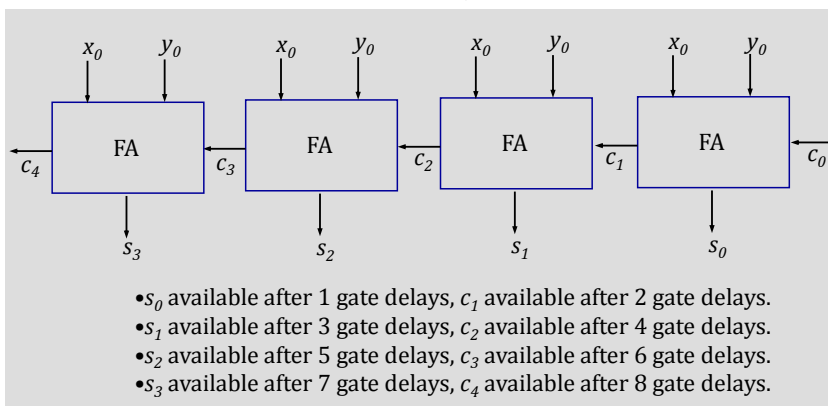 x0 y0 x0 y0 x0 y0 x0 y0
FA FA FA FA
c4 c3 c2 c1 c0
s3 s2 s1 s0
•s0 available after 1 gate delays, c1 available after 2 gate delays.
•s1 available after 3 gate delays, c2 available after 4 gate delays.
•s2 available after 5 gate delays, c3 available after 6 gate delays.
•s3 available after 7 gate delays, c4 available after 8 gate delays.